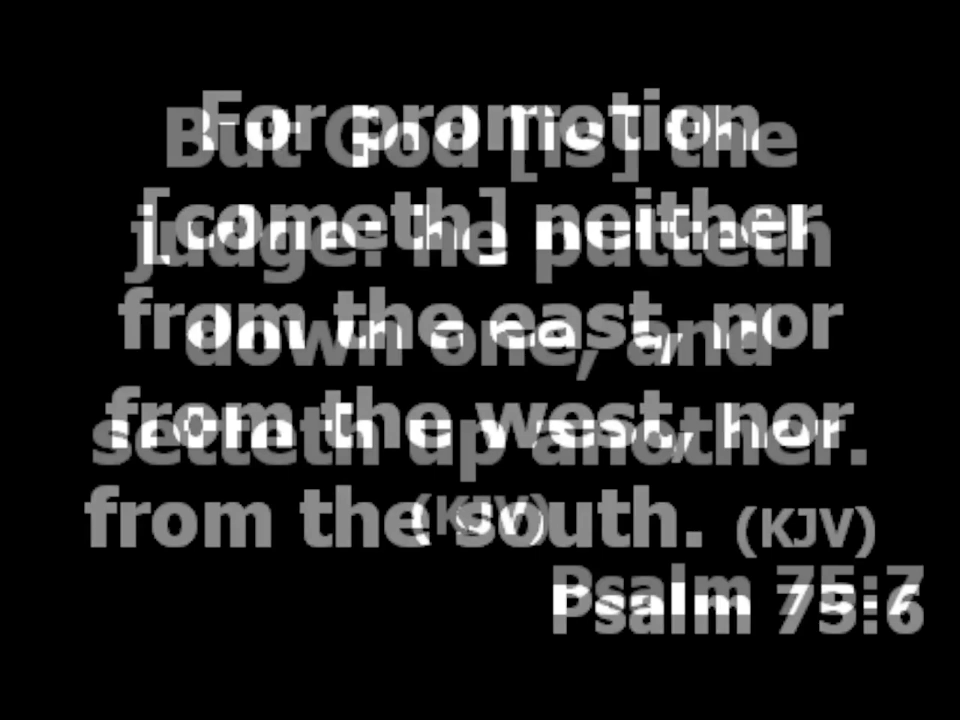 For promotion
[cometh] neither
from the east, nor
from the west, nor
from the south. (KJV)
Psalm 75:6
But God [is] the
judge: he putteth
down one, and
setteth up another.
(KJV)
Psalm 75:7